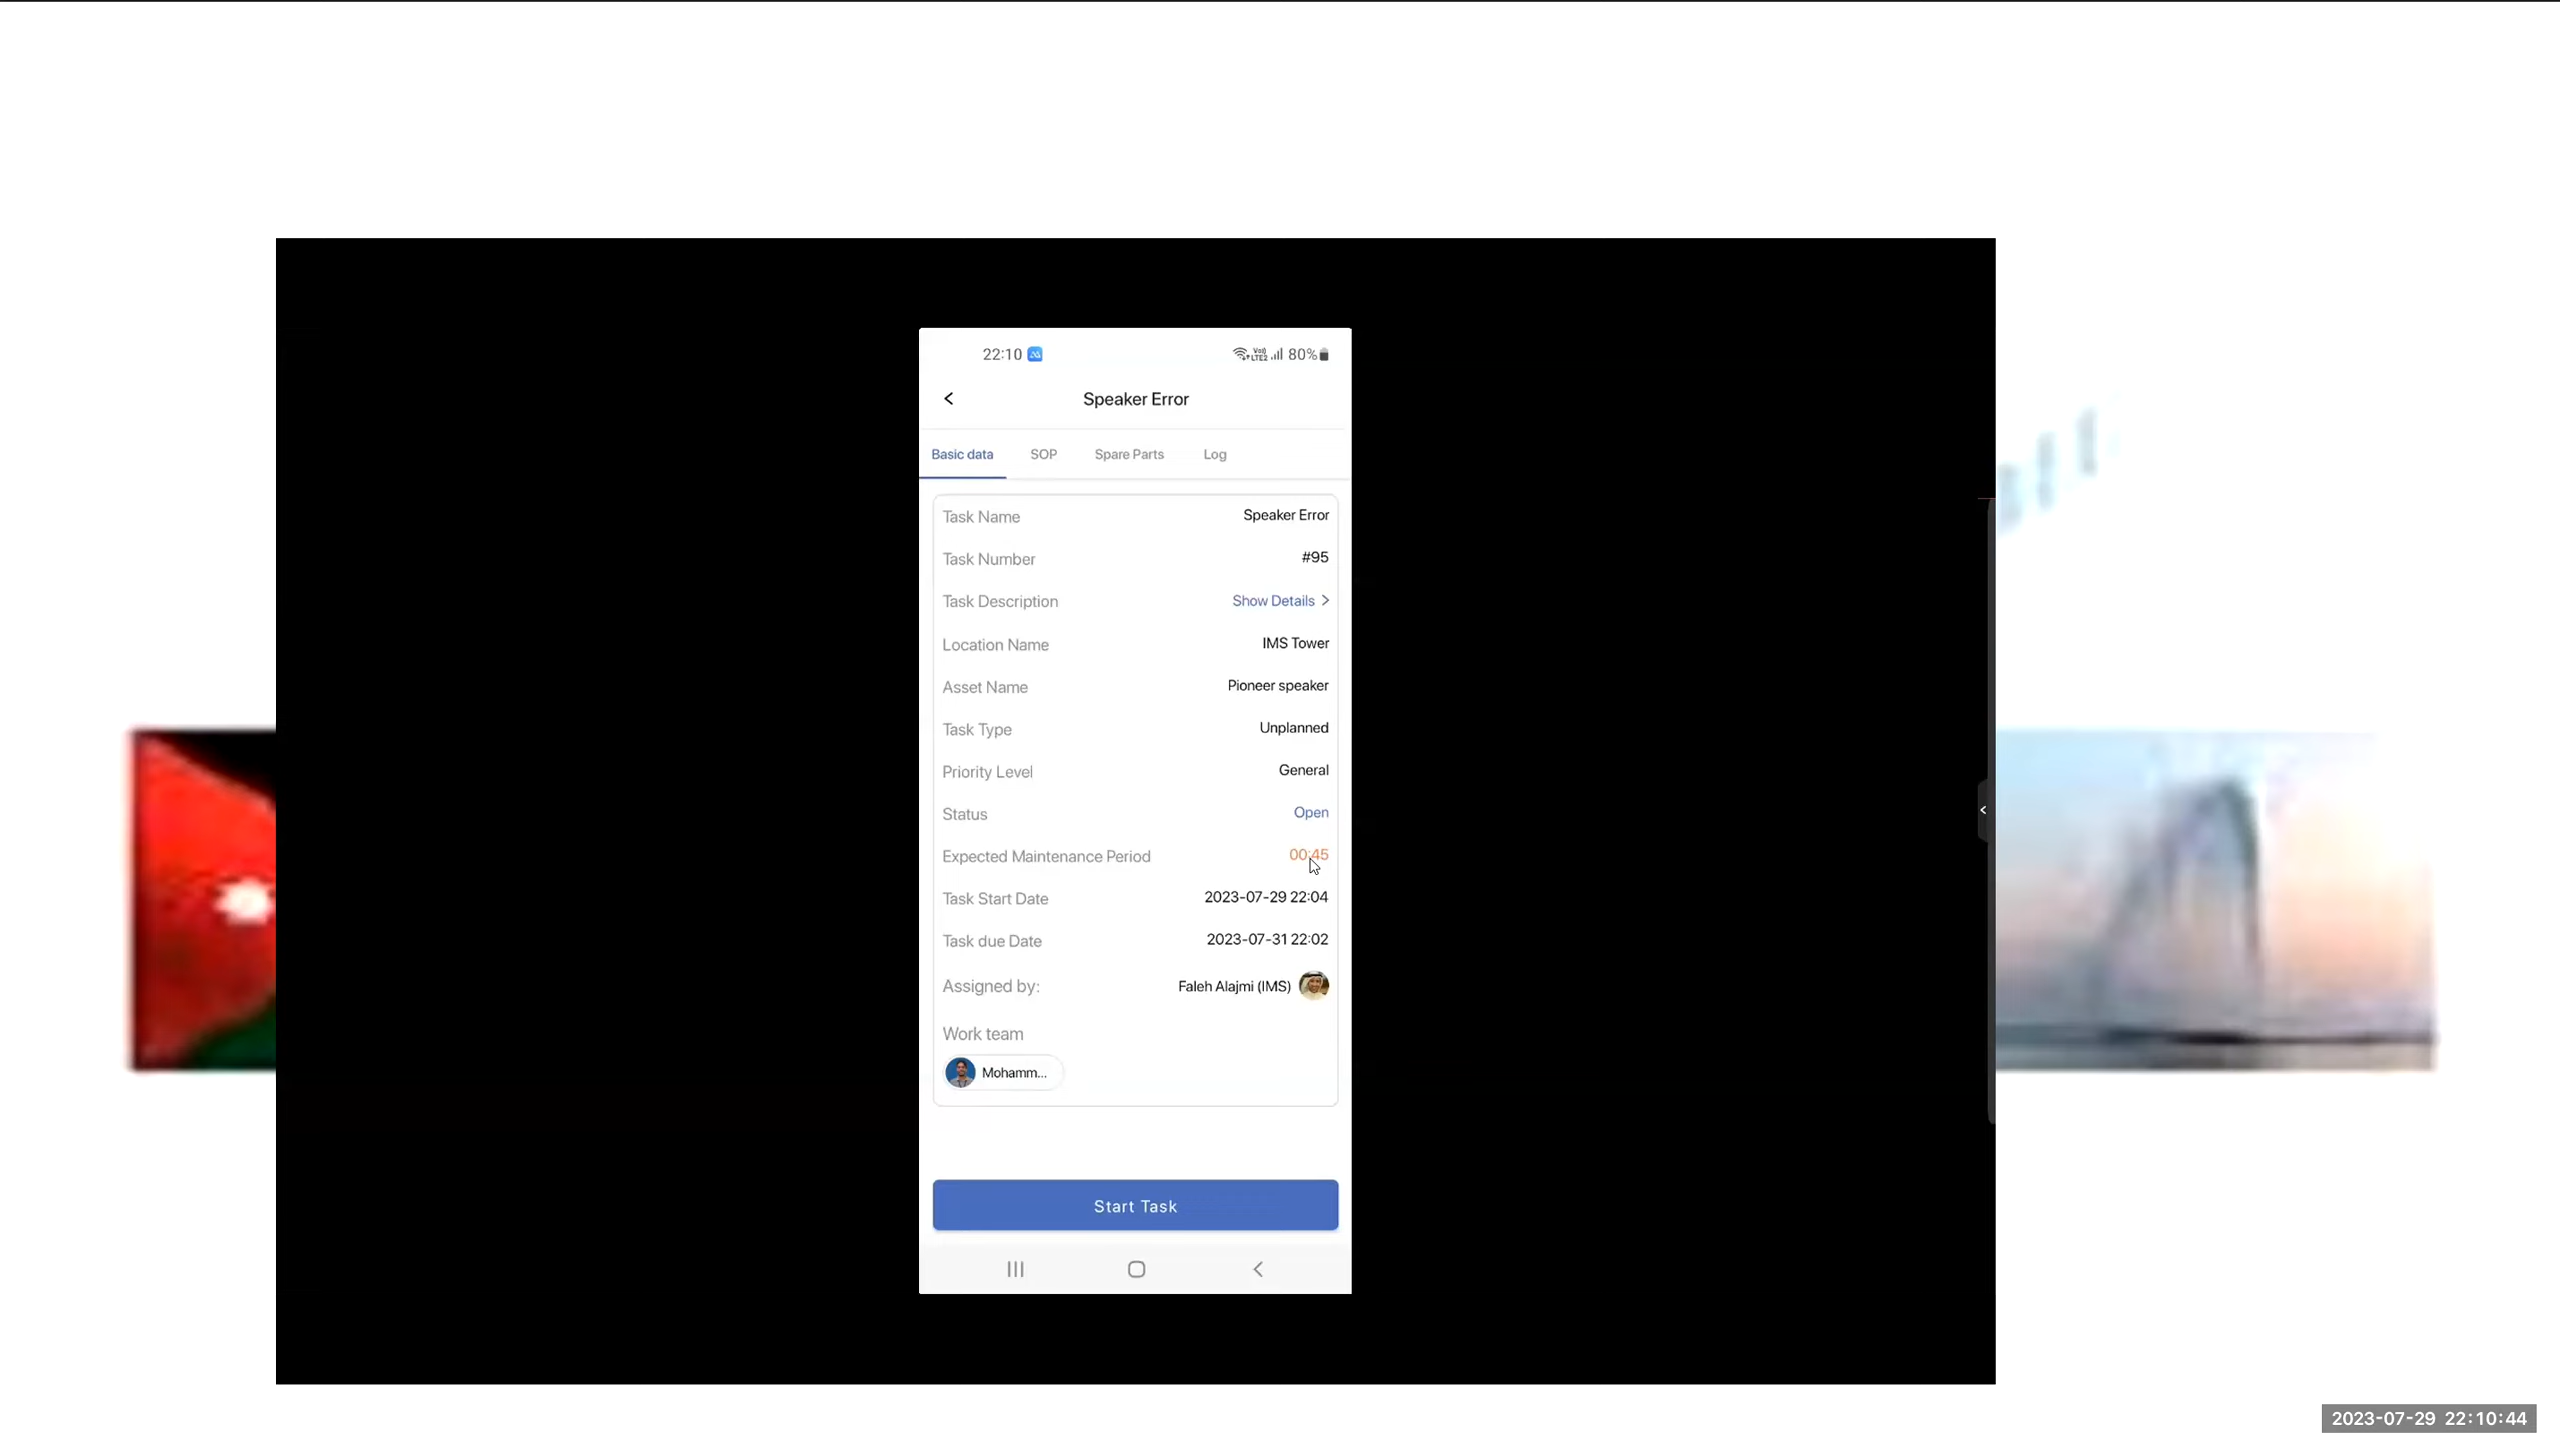 22:10 80%
Speaker Error
Basic data SOP Spare Parts Log
Task Name Speaker Error
Task Number #95
Task Description Show Details >
Location Name IMS Tower
Asset Name Pioneer speaker
Task Type Unplanned
Priority Level General
Status Open
Expected Maintenance Period 00:45
Task Start Date 2023-07-29 22:04
Task due Date 2023-07-31 22:02
Assigned by: Faleh Alajmi (IMS)
Work team
Mohamm...
Start Task
2023-07-29 22:10:44